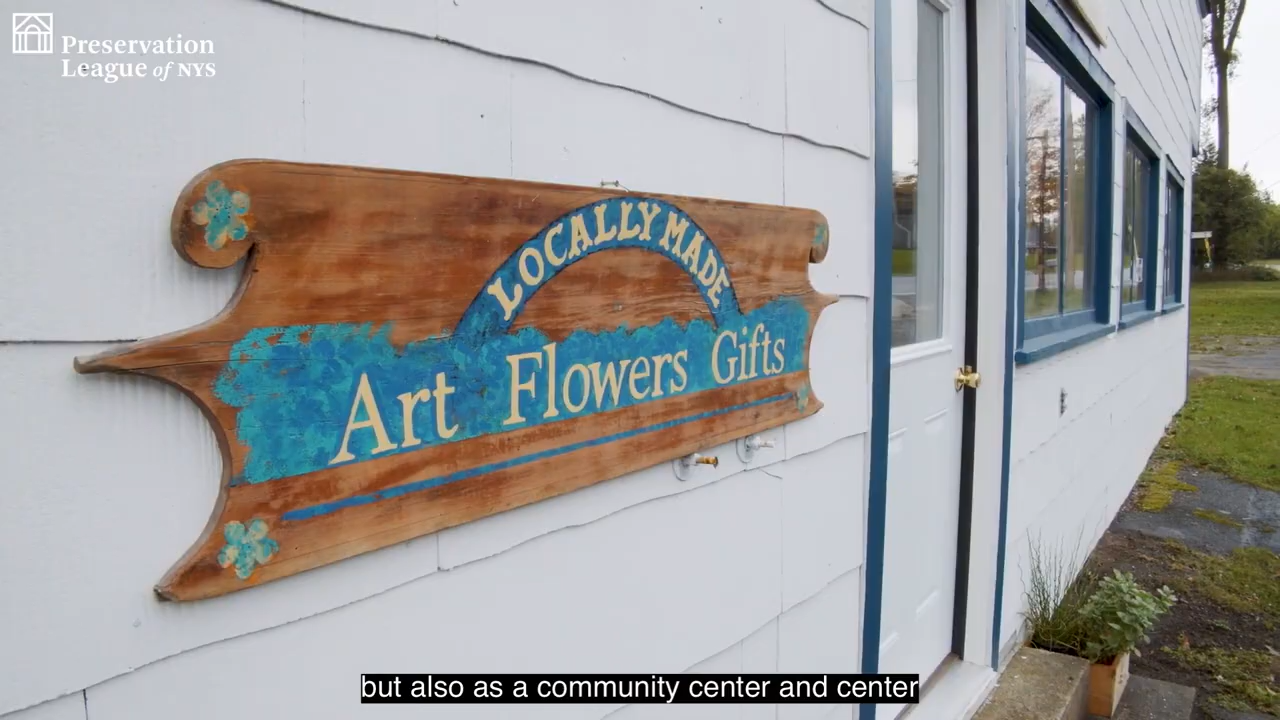 Preservation
League of NYS
LOCALLY MADE
Art Flowers Gifts
but also as a community center and center